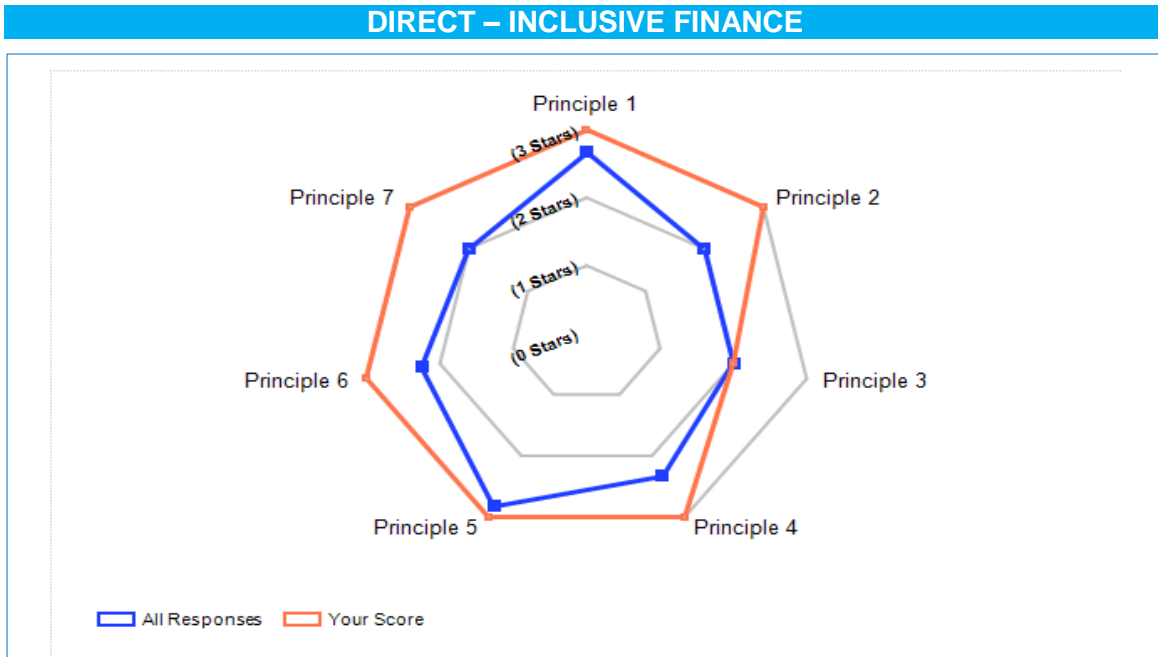 DIRECT – INCLUSIVE FINANCE
Principle 1
(3 Stars)
Principle 7
Principle 2
(2 Stars)
(1 Stars)
(0 Stars)
Principle 6
Principle 3
Principle 5
Principle 4
All Responses
Your Score